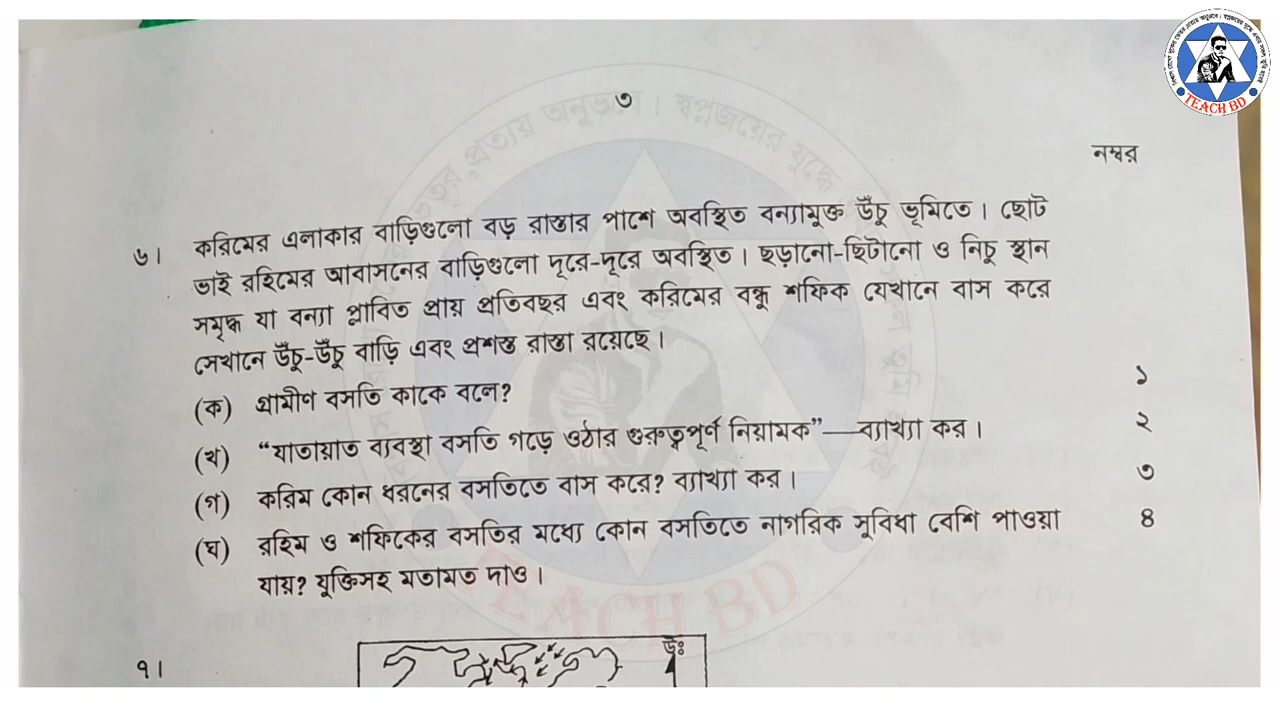 ৩
নম্বর
৬। করিমের এলাকার বাড়িগুলো বড় রাস্তার পাশে অবস্থিত বন্যামুক্ত উঁচু ভূমিতে। ছোট
ভাই রহিমের আবাসনের বাড়িগুলো দূরে-দূরে অবস্থিত। ছড়ানো-ছিটানো ও নিচু স্থান
সমৃদ্ধ যা বন্যা প্লাবিত প্রায় প্রতিবছর এবং করিমের বন্ধু শফিক যেখানে বাস করে
সেখানে উঁচু-উঁচু বাড়ি এবং প্রশস্ত রাস্তা রয়েছে।
(ক) গ্রামীণ বসতি কাকে বলে? ১
(খ) “যাতায়াত ব্যবস্থা বসতি গড়ে ওঠার গুরুত্বপূর্ণ নিয়ামক”—ব্যাখ্যা কর। ২
(গ) করিম কোন ধরনের বসতিতে বাস করে? ব্যাখ্যা কর। ৩
(ঘ) রহিম ও শফিকের বসতির মধ্যে কোন বসতিতে নাগরিক সুবিধা বেশি পাওয়া ৪
যায়? যুক্তিসহ মতামত দাও।
৭।
উঃ
TEACH BD
TEACH BD